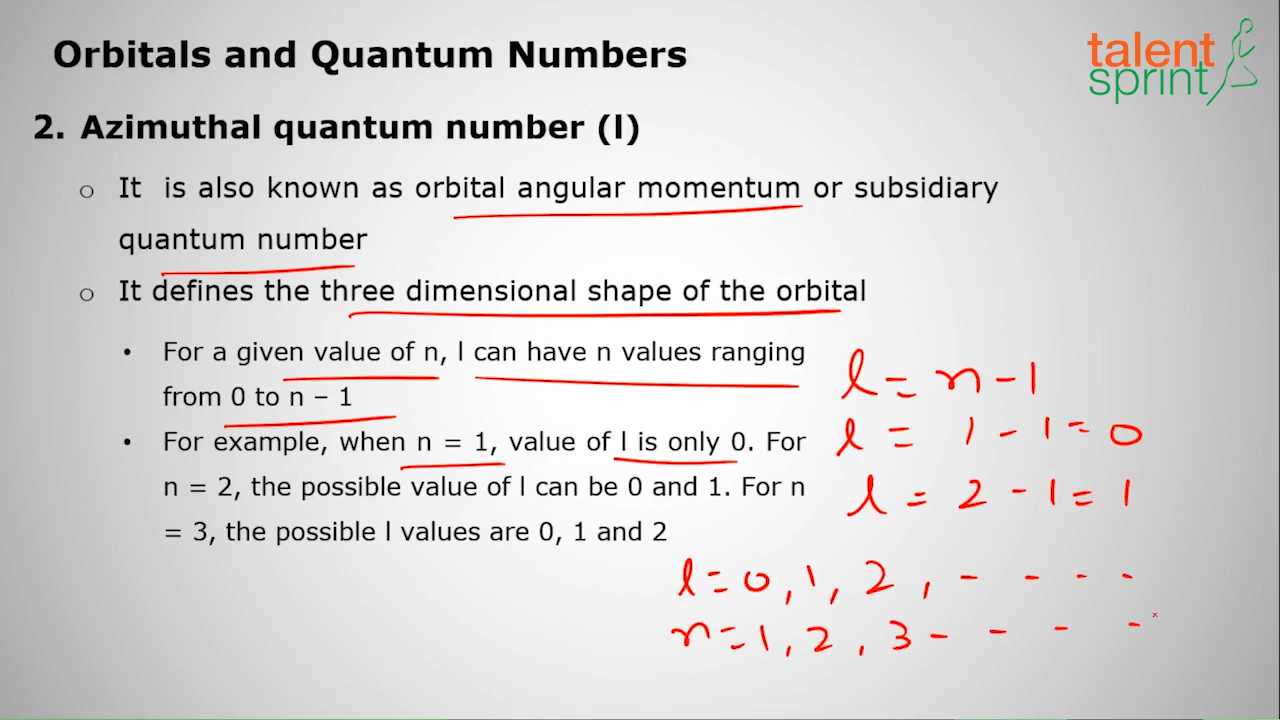 Orbitals and Quantum Numbers
talent
sprint
2. Azimuthal quantum number (l)
o It is also known as orbital angular momentum or subsidiary
quantum number
o It defines the three dimensional shape of the orbital
• For a given value of n, l can have n values ranging
from 0 to n – 1
• For example, when n = 1, value of l is only 0. For
n = 2, the possible value of l can be 0 and 1. For n
= 3, the possible l values are 0, 1 and 2
l = n - 1
l = 1 - 1 = 0
l = 2 - 1 = 1
l = 0, 1, 2, - - - -
n = 1, 2, 3 - - - -